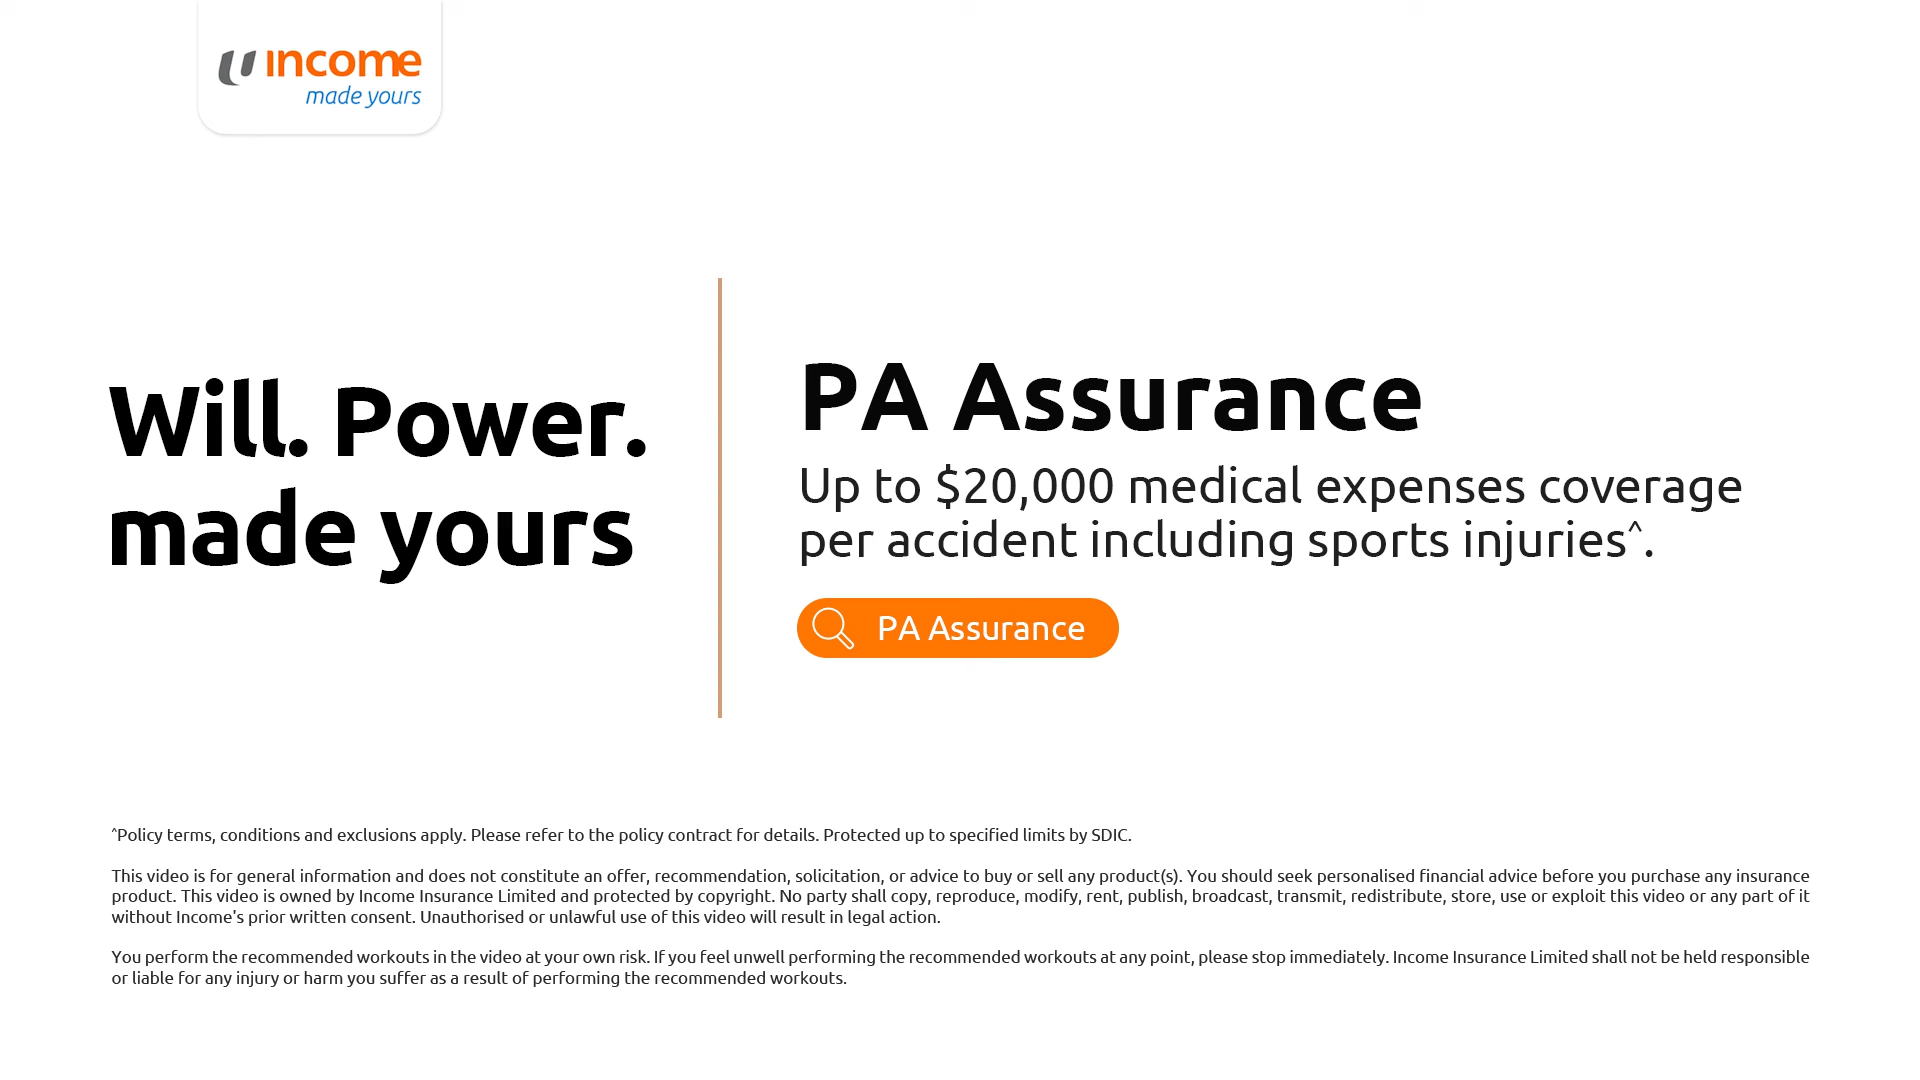 income
made yours
Will. Power.
made yours
PA Assurance
Up to $20,000 medical expenses coverage
per accident including sports injuries^.
PA Assurance
^Policy terms, conditions and exclusions apply. Please refer to the policy contract for details. Protected up to specified limits by SDIC.
This video is for general information and does not constitute an offer, recommendation, solicitation, or advice to buy or sell any product(s). You should seek personalised financial advice before you purchase any insurance
product. This video is owned by Income Insurance Limited and protected by copyright. No party shall copy, reproduce, modify, rent, publish, broadcast, transmit, redistribute, store, use or exploit this video or any part of it
without Income's prior written consent. Unauthorised or unlawful use of this video will result in legal action.
You perform the recommended workouts in the video at your own risk. If you feel unwell performing the recommended workouts at any point, please stop immediately. Income Insurance Limited shall not be held responsible
or liable for any injury or harm you suffer as a result of performing the recommended workouts.